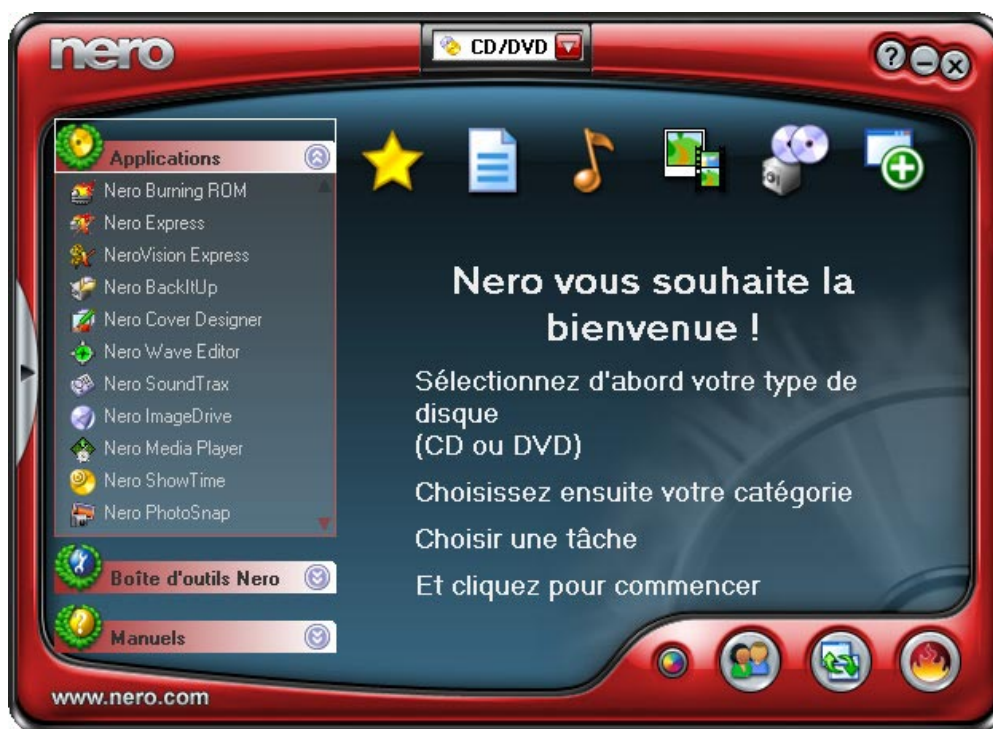 nero
CD/DVD
?
Applications
Nero Burning ROM
Nero Express
NeroVision Express
Nero BackItUp
Nero Cover Designer
Nero Wave Editor
Nero SoundTrax
Nero ImageDrive
Nero Media Player
Nero ShowTime
Nero PhotoSnap
Boîte d'outils Nero
Manuels
Nero vous souhaite la
bienvenue !
Sélectionnez d'abord votre type de
disque
(CD ou DVD)
Choisissez ensuite votre catégorie
Choisir une tâche
Et cliquez pour commencer
www.nero.com